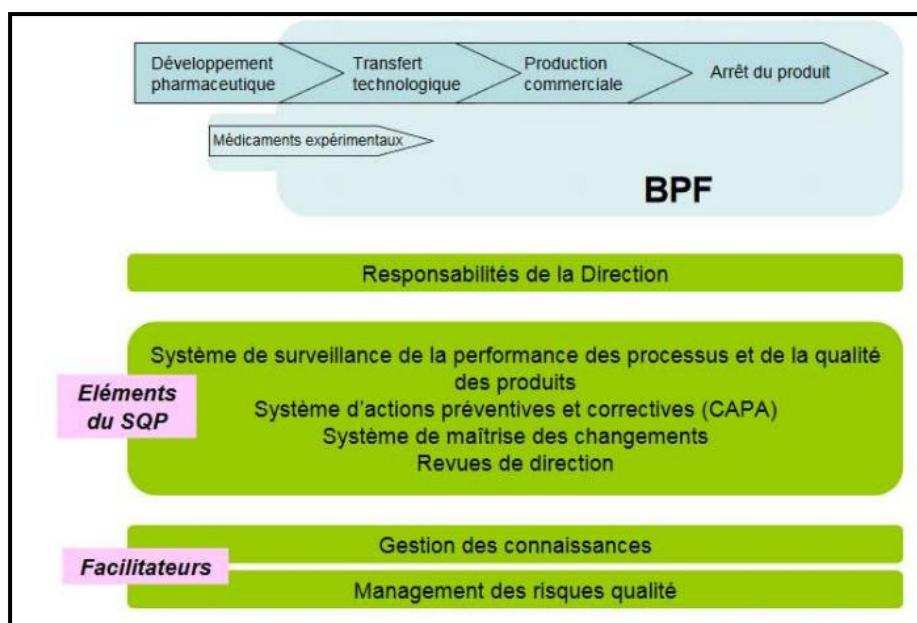 Développement
pharmaceutique
Transfert
technologique
Production
commerciale
Arrêt du produit
Médicaments expérimentaux
BPF
Responsabilités de la Direction
Eléments
du SQP
Système de surveillance de la performance des processus et de la qualité
des produits
Système d'actions préventives et correctives (CAPA)
Système de maîtrise des changements
Revues de direction
Facilitateurs
Gestion des connaissances
Management des risques qualité